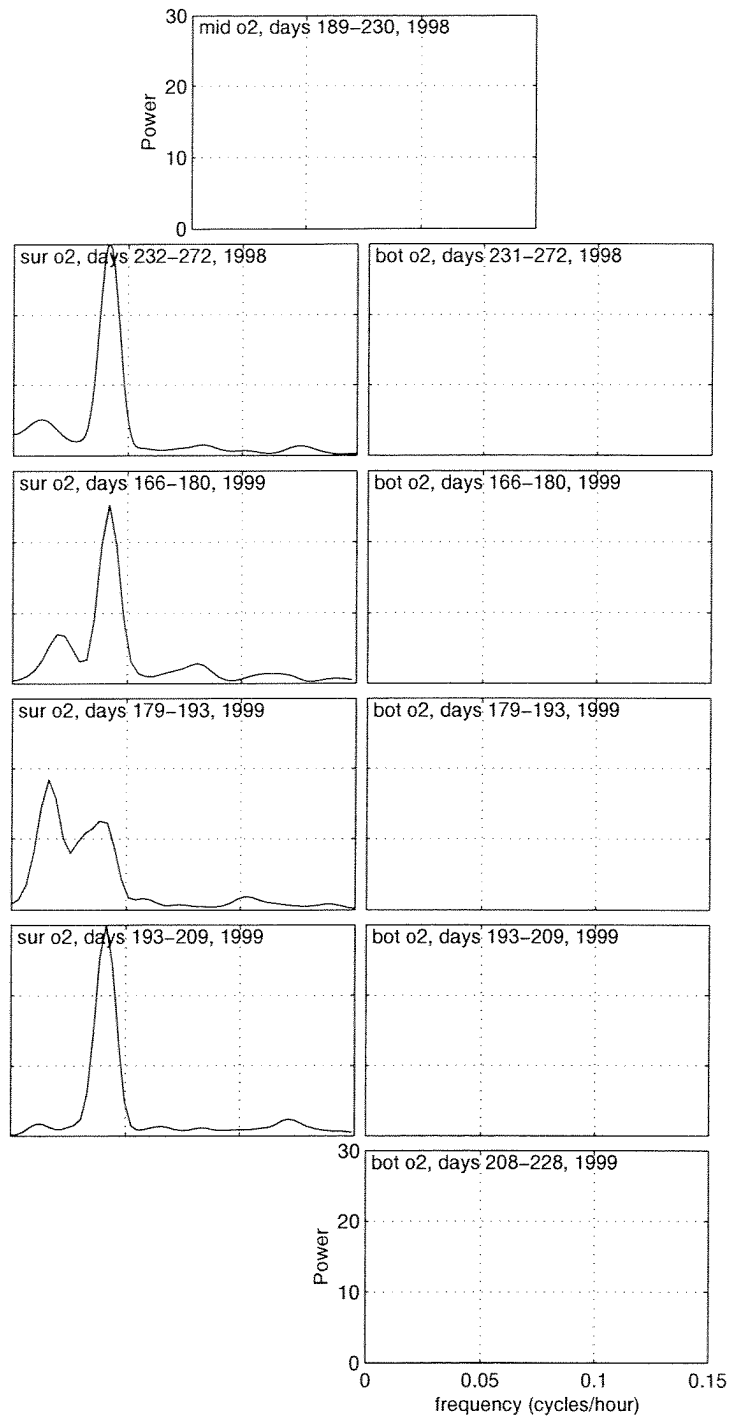 30
mid o2, days 189–230, 1998
20
Power
10
0
sur o2, days 232–272, 1998
bot o2, days 231–272, 1998
sur o2, days 166–180, 1999
bot o2, days 166–180, 1999
sur o2, days 179–193, 1999
bot o2, days 179–193, 1999
sur o2, days 193–209, 1999
bot o2, days 193–209, 1999
30
bot o2, days 208–228, 1999
20
Power
10
0
0 0.05 0.1 0.15
frequency (cycles/hour)